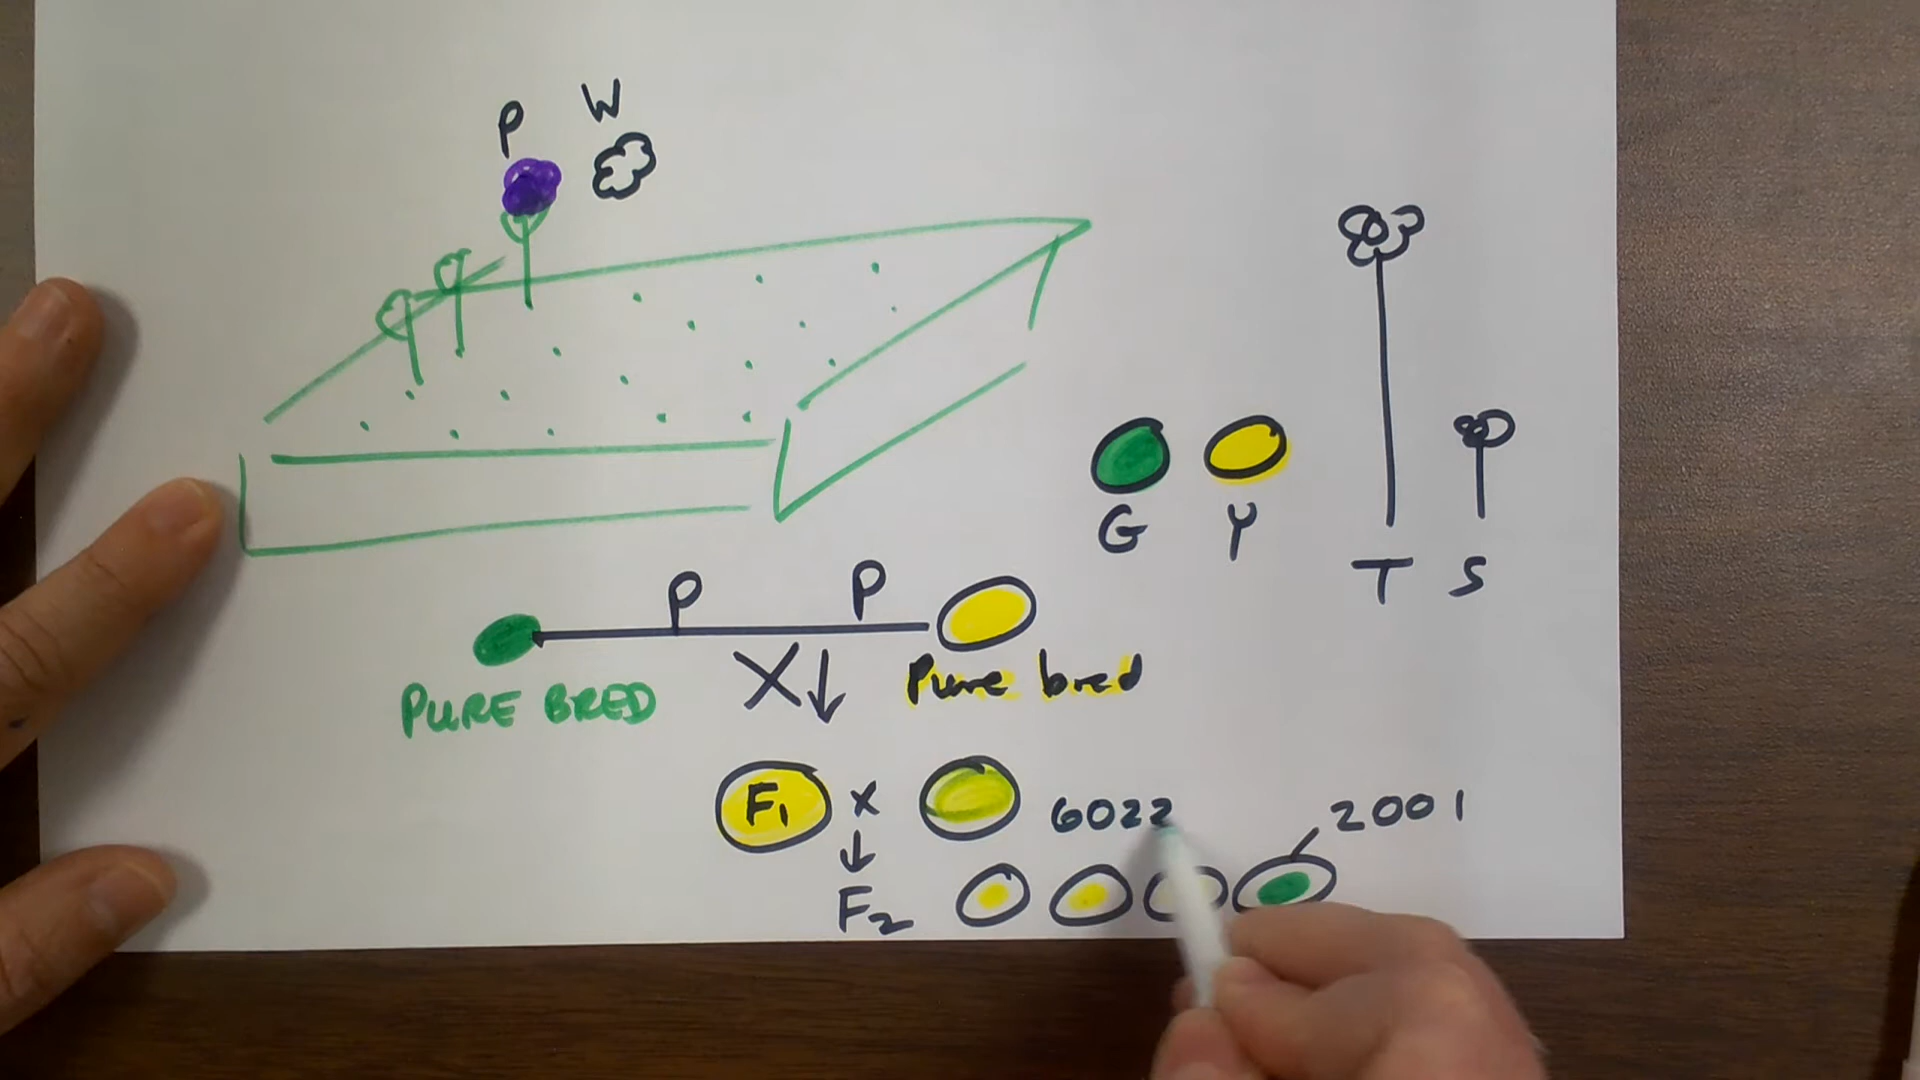 P W
G Y
T S
P P
PURE BRED X Pure bred
F1 x 6022 2001
F2